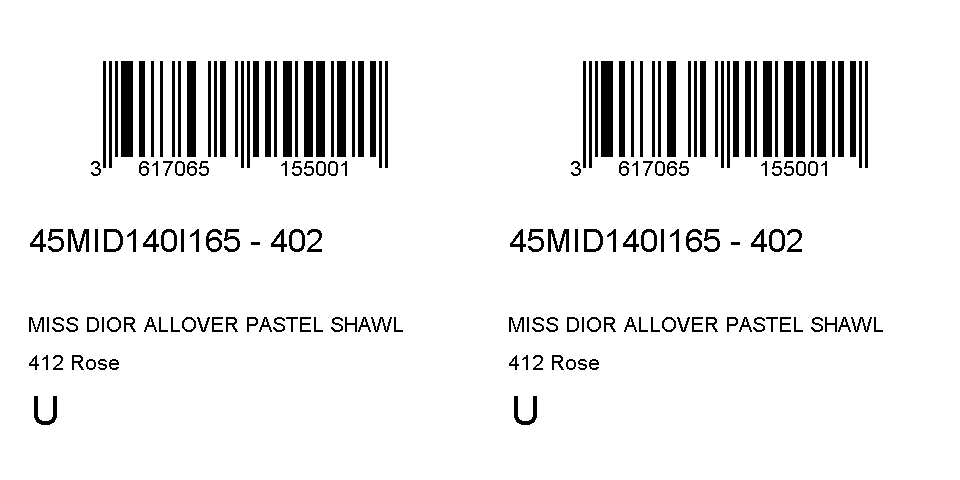 3 617065 155001
45MID140I165 - 402
MISS DIOR ALLOVER PASTEL SHAWL
412 Rose
U
3 617065 155001
45MID140I165 - 402
MISS DIOR ALLOVER PASTEL SHAWL
412 Rose
U